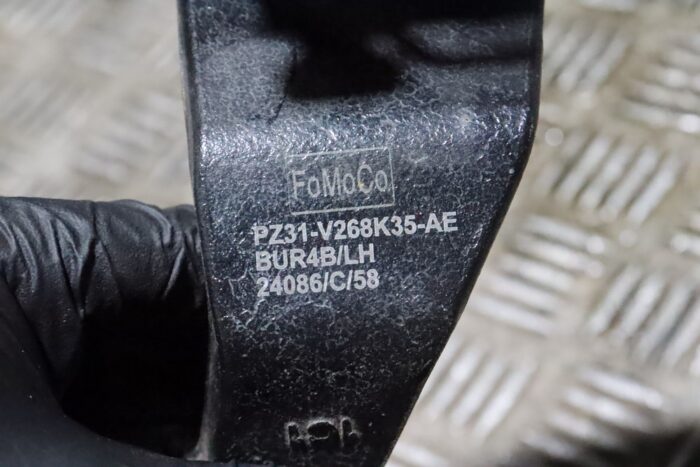 FoMoCo
PZ31-V268K35-AE
BUR4B/LH
24086/C/58